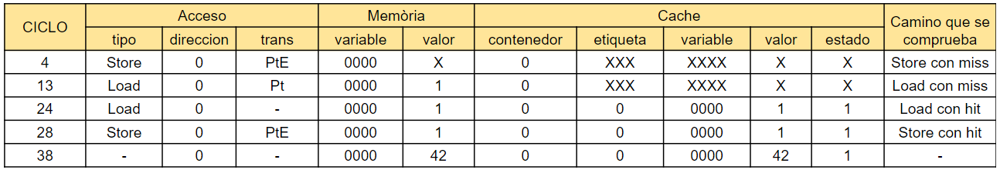 CICLO Acceso Memòria Cache Camino que se comprueba
tipo direccion trans variable valor contenedor etiqueta variable valor estado
4 Store 0 PtE 0000 X 0 XXX XXXX X X Store con miss
13 Load 0 Pt 0000 1 0 XXX XXXX X X Load con miss
24 Load 0 - 0000 1 0 0 0000 1 1 Load con hit
28 Store 0 PtE 0000 1 0 0 0000 1 1 Store con hit
38 - 0 - 0000 42 0 0 0000 42 1 -